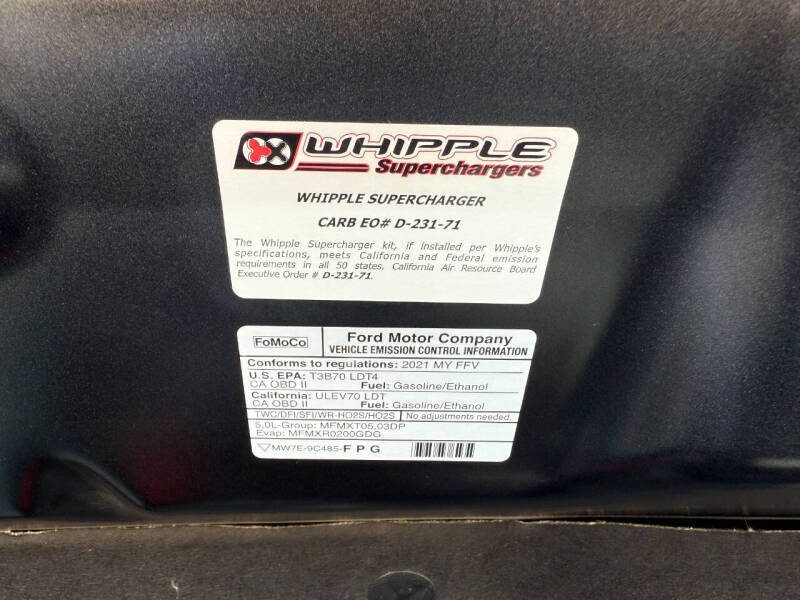 WHIPPLE
Superchargers
WHIPPLE SUPERCHARGER
CARB EO# D-231-71
The Whipple Supercharger kit, if installed per Whipple's
specifications, meets California and Federal emission
requirements in all 50 states. California Air Resource Board
Executive Order # D-231-71.
FoMoCo Ford Motor Company
VEHICLE EMISSION CONTROL INFORMATION
Conforms to regulations: 2021 MY FFV
U.S. EPA: T3B70 LDT4
CA OBD II Fuel: Gasoline/Ethanol
California: ULEV70 LDT
CA OBD II Fuel: Gasoline/Ethanol
TWC/DFI/SFI/WR-HO2S/HO2S No adjustments needed.
5.0L-Group: MFMXT05.03DP
Evap: MFMXR0200GDG
MW7E-9C485-F P G